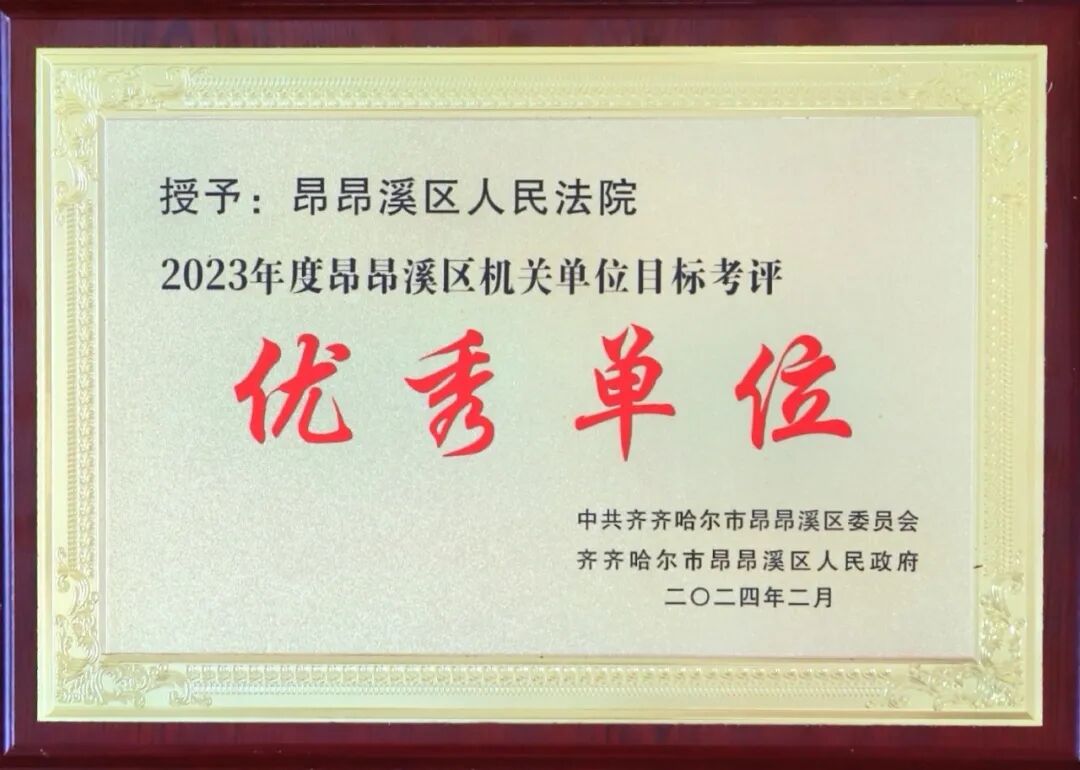 授予：昂昂溪区人民法院
2023年度昂昂溪区机关单位目标考评
优秀单位
中共齐齐哈尔市昂昂溪区委员会
齐齐哈尔市昂昂溪区人民政府
二〇二四年二月